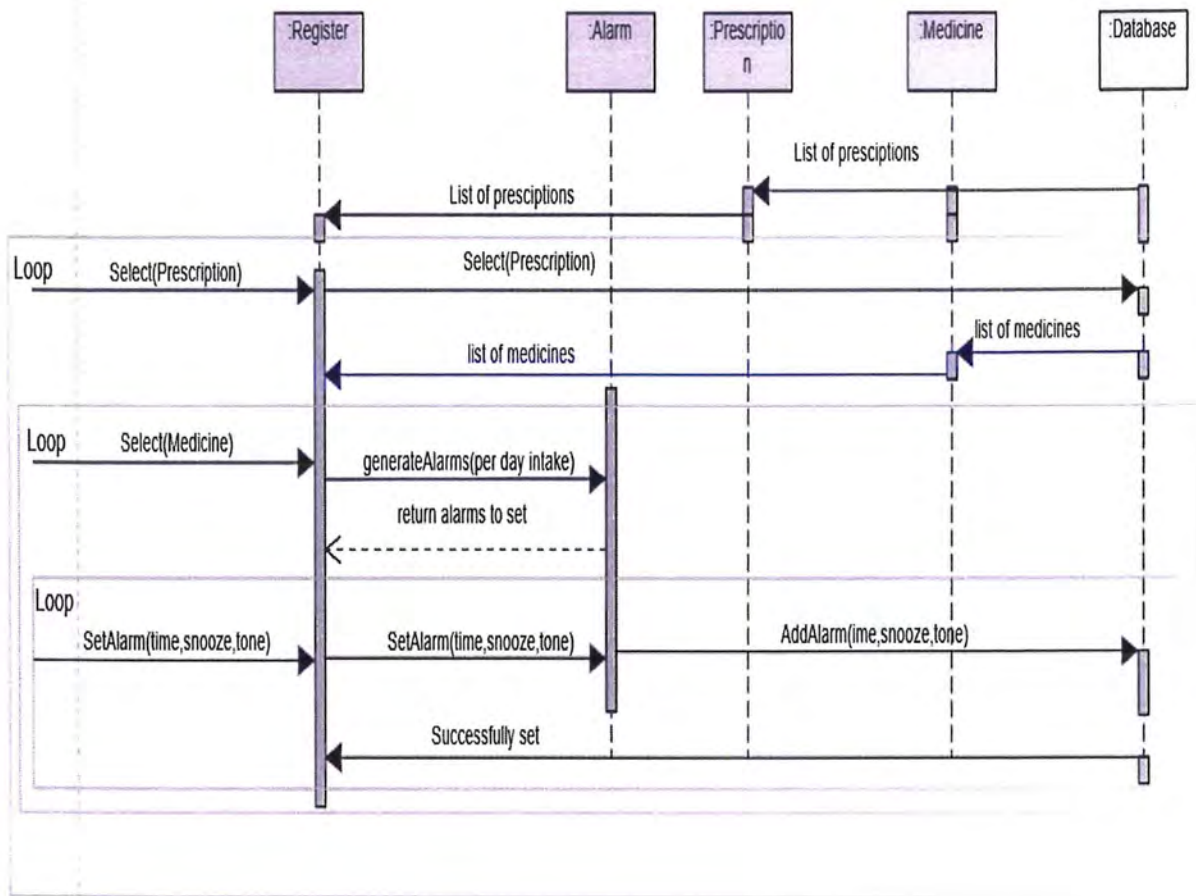 :Register
:Alarm
:Prescriptio
n
:Medicine
:Database
List of presciptions
List of presciptions
Loop
Select(Prescription)
Select(Prescription)
list of medicines
list of medicines
Loop
Select(Medicine)
generateAlarms(per day intake)
return alarms to set
Loop
SetAlarm(time,snooze,tone)
SetAlarm(time,snooze,tone)
AddAlarm(ime,snooze,tone)
Successfully set